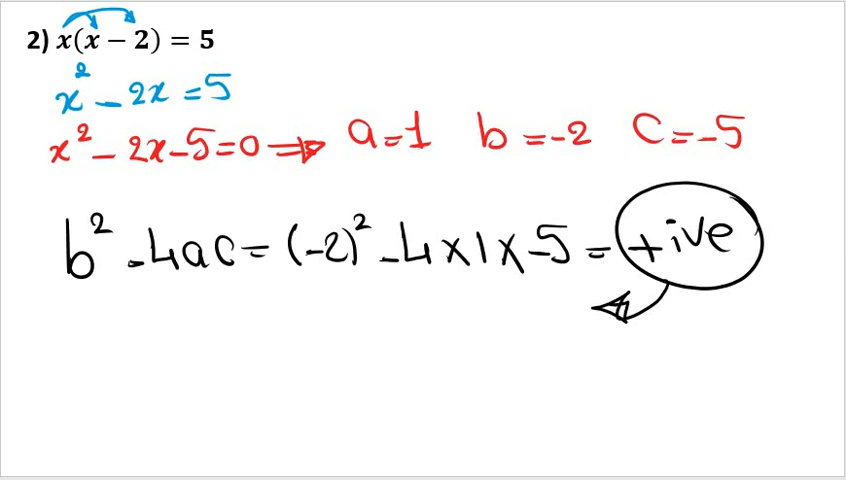 2) x(x − 2) = 5
x² − 2x = 5
x² − 2x − 5 = 0 ⇒ a = 1 b = −2 c = −5
b² − 4ac = (−2)² − 4 × 1 × −5 = +ive